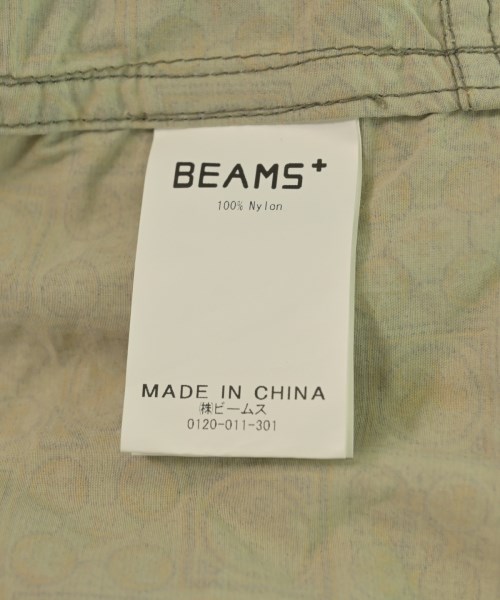 BEAMS+
100% Nylon
MADE IN CHINA
㈱ビームス
0120-011-301